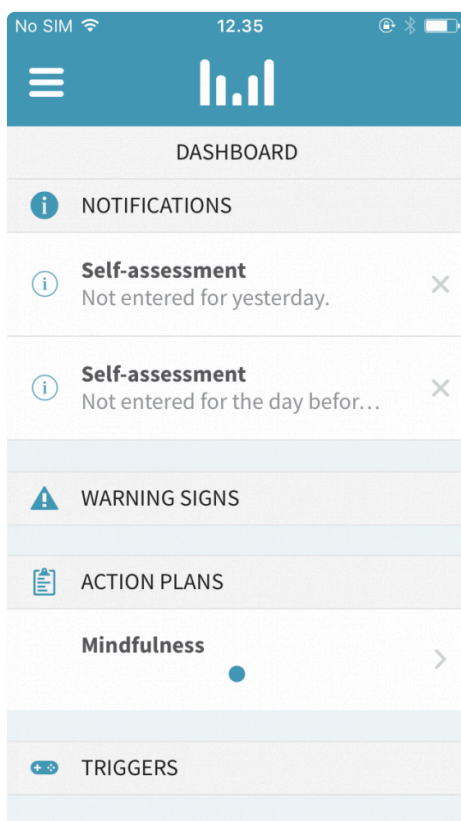 No SIM 12.35
DASHBOARD
NOTIFICATIONS
Self-assessment
Not entered for yesterday.
Self-assessment
Not entered for the day befor...
WARNING SIGNS
ACTION PLANS
Mindfulness
TRIGGERS